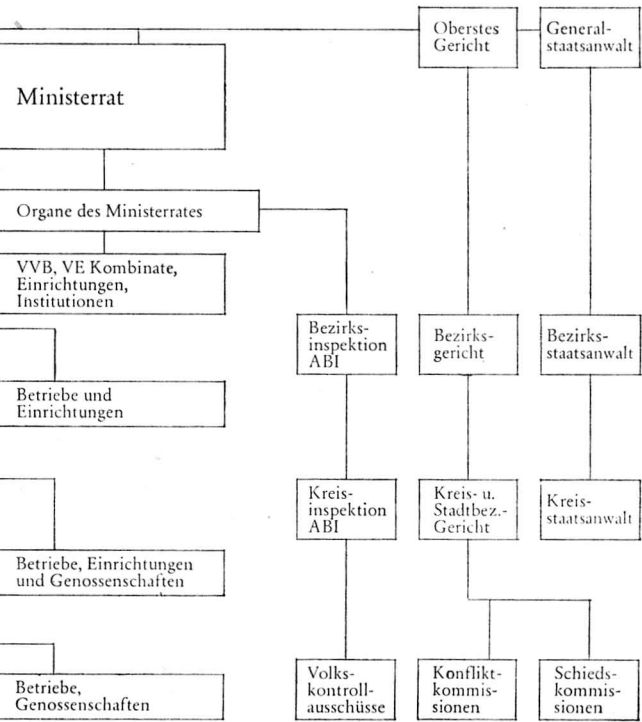 Oberstes
Gericht
General-
staatsanwalt
Ministerrat
Organe des Ministerrates
VVB, VE Kombinate,
Einrichtungen,
Institutionen
Bezirks-
inspektion
ABI
Bezirks-
gericht
Bezirks-
staatsanwalt
Betriebe und
Einrichtungen
Kreis-
inspektion
ABI
Kreis- u.
Stadtbez.-
Gericht
Kreis-
staatsanwalt
Betriebe, Einrichtungen
und Genossenschaften
Volks-
kontroll-
ausschüsse
Konflikt-
kommis-
sionen
Schieds-
kommis-
sionen
Betriebe,
Genossenschaften